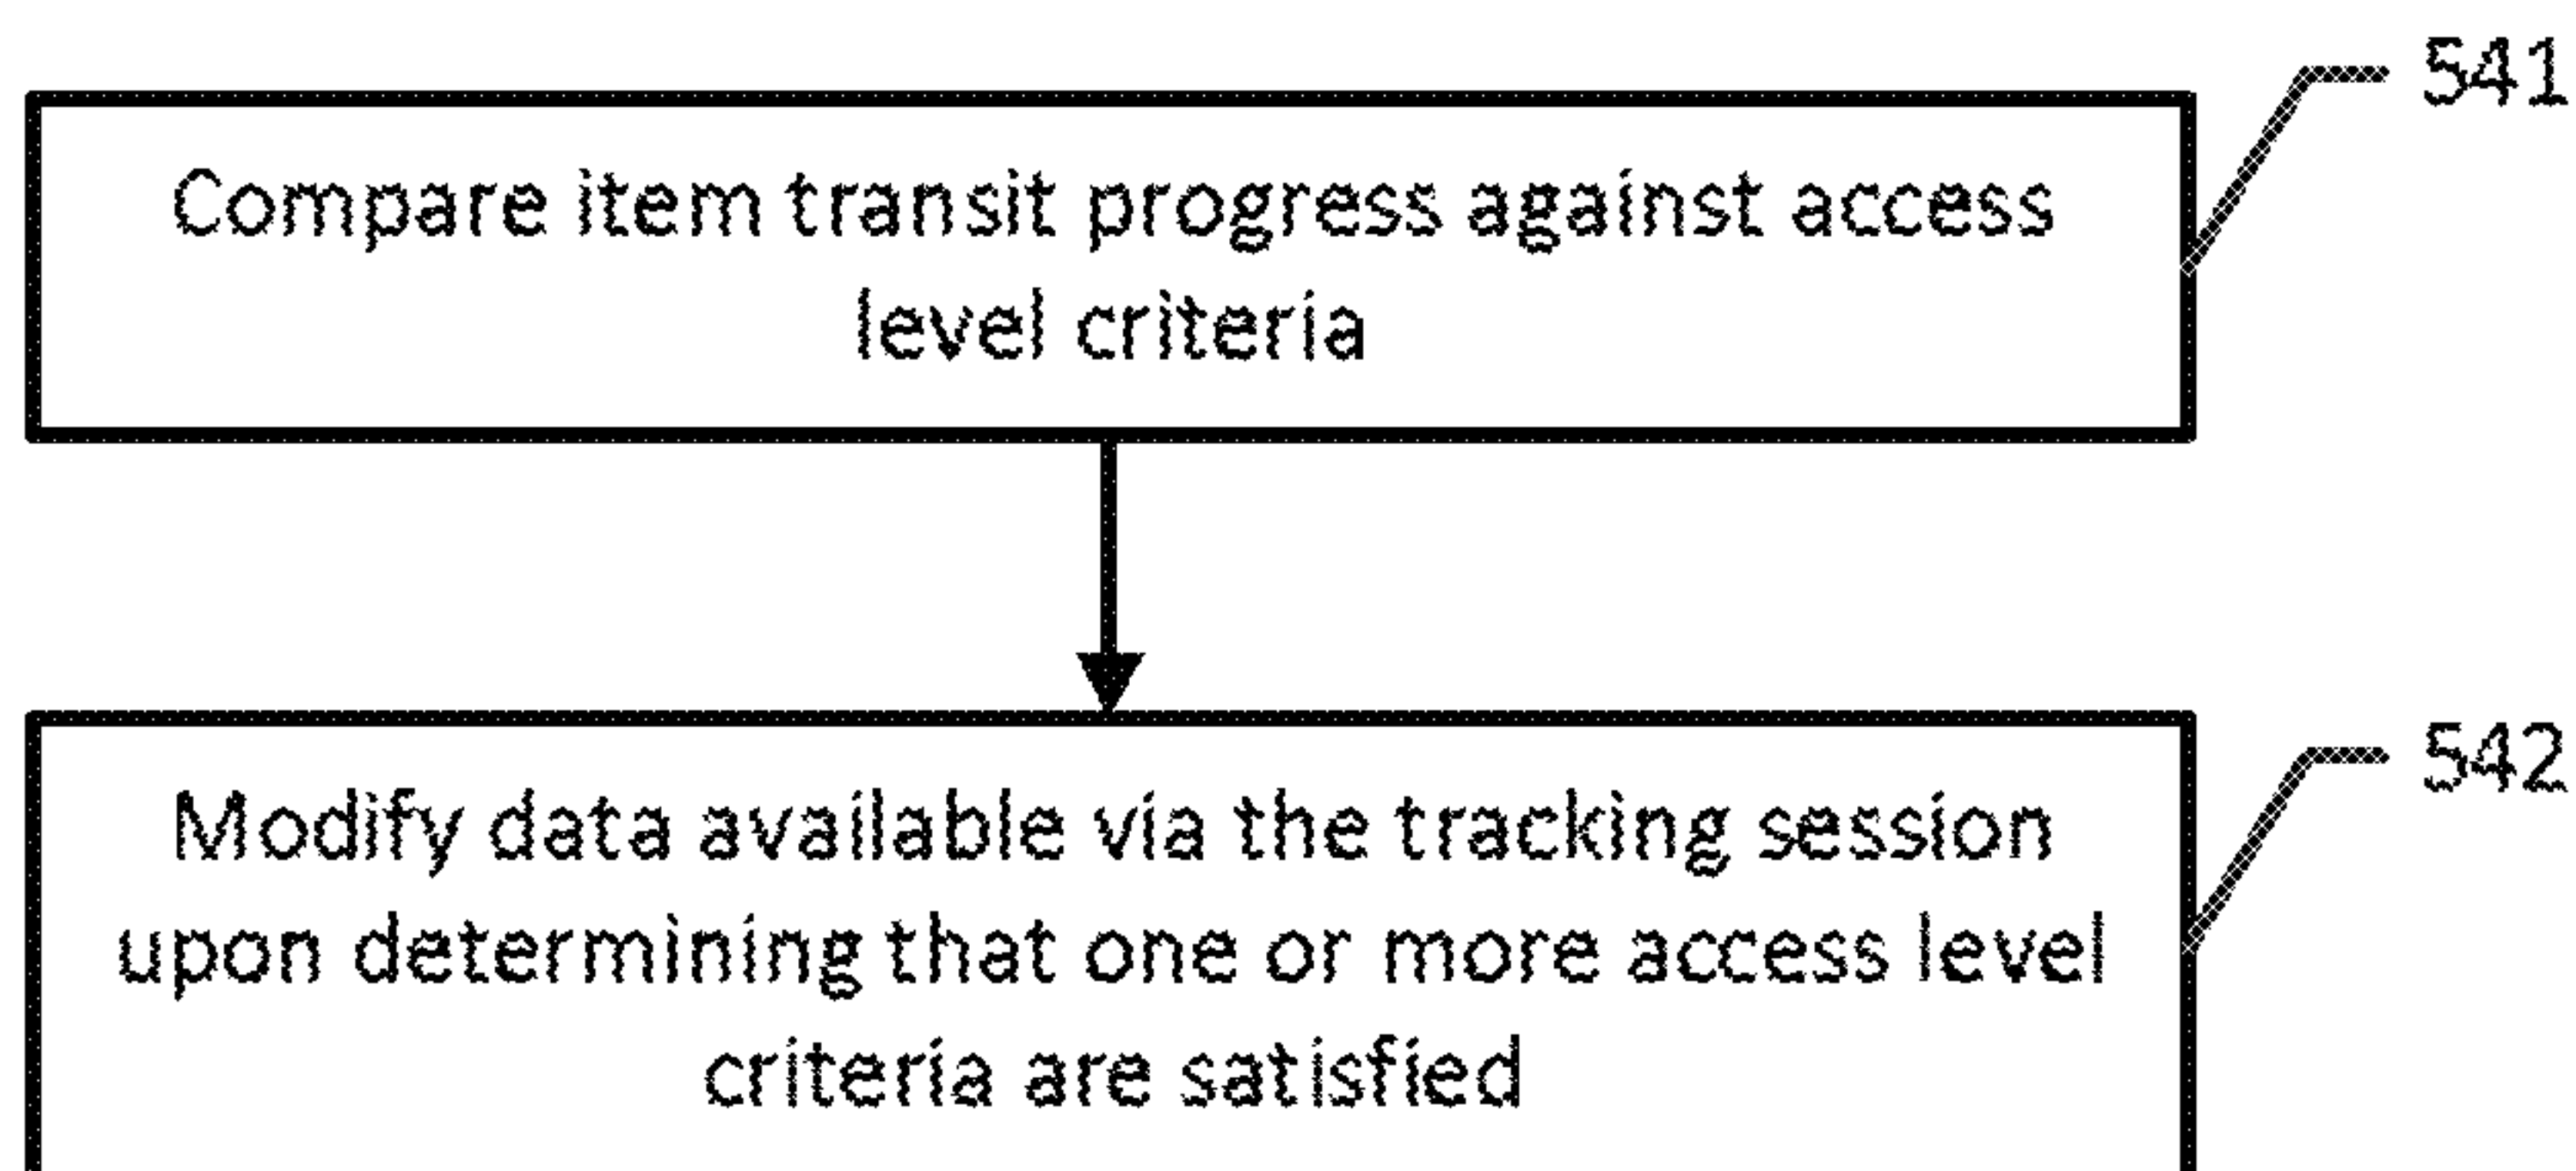 541
Compare item transit progress against access
level criteria
542
Modify data available via the tracking session
upon determining that one or more access level
criteria are satisfied